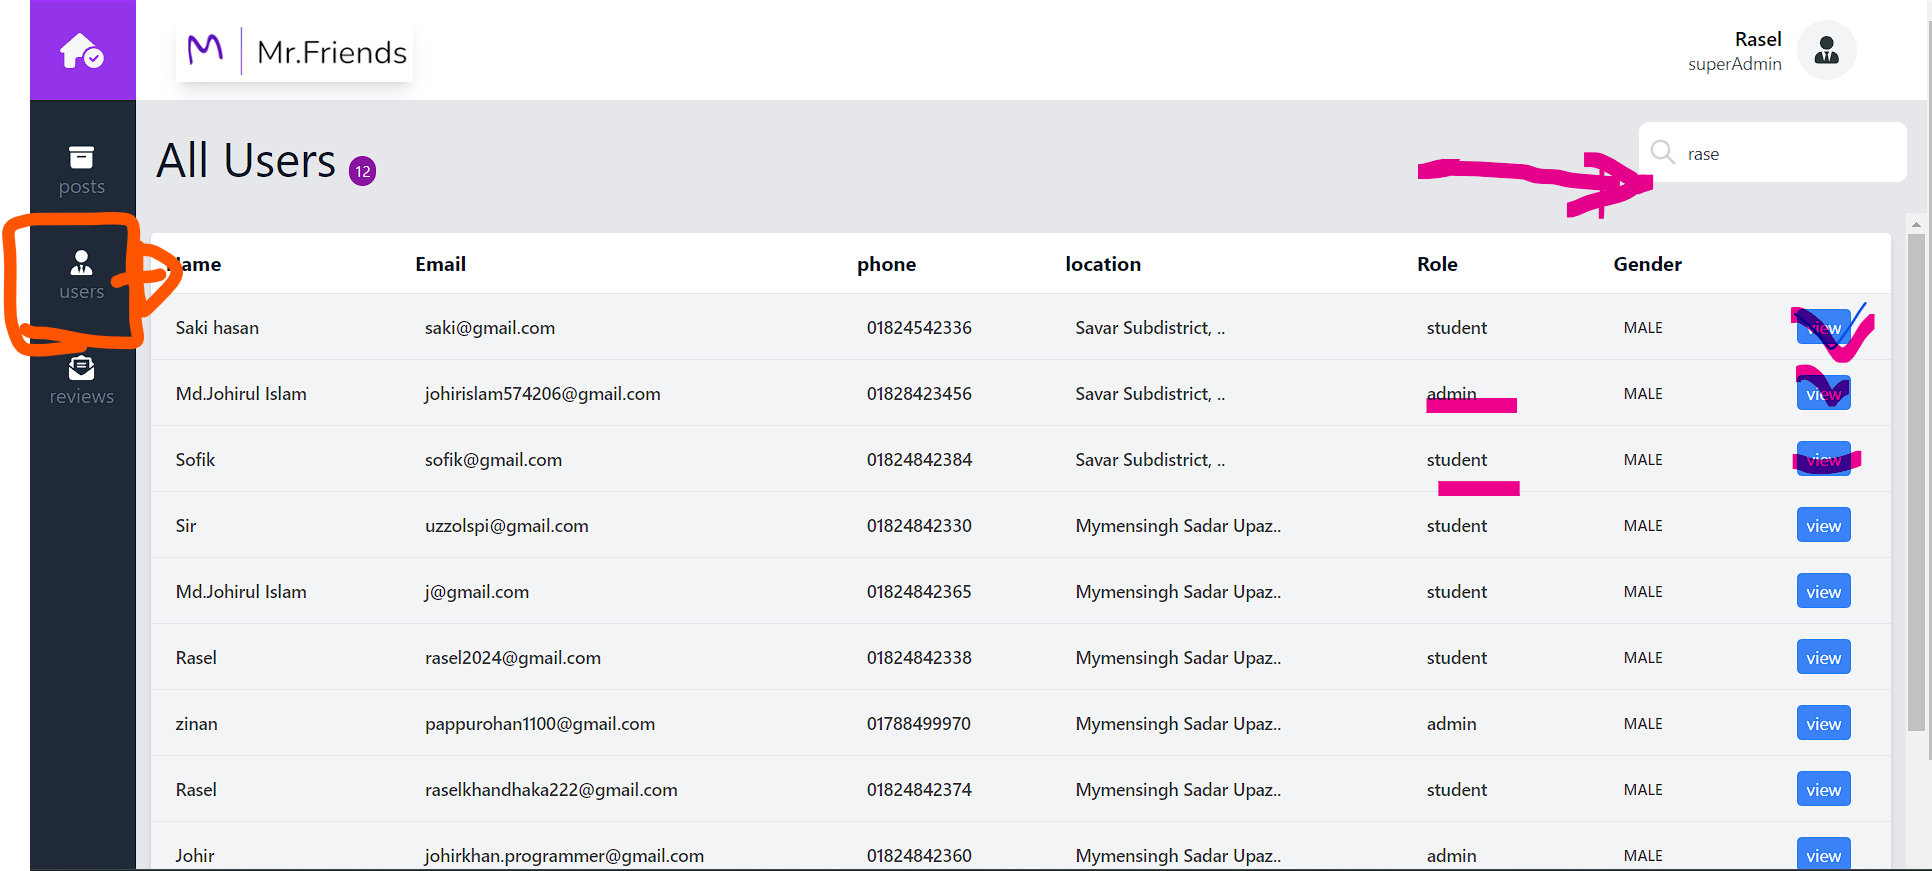 Mr.Friends
Rasel
superAdmin
posts
users
reviews
All Users 12
rase
Name Email phone location Role Gender
Saki hasan saki@gmail.com 01824542336 Savar Subdistrict, .. student MALE view
Md.Johirul Islam johirislam574206@gmail.com 01828423456 Savar Subdistrict, .. admin MALE view
Sofik sofik@gmail.com 01824842384 Savar Subdistrict, .. student MALE view
Sir uzzolspi@gmail.com 01824842330 Mymensingh Sadar Upaz.. student MALE view
Md.Johirul Islam j@gmail.com 01824842365 Mymensingh Sadar Upaz.. student MALE view
Rasel rasel2024@gmail.com 01824842338 Mymensingh Sadar Upaz.. student MALE view
zinan pappurohan1100@gmail.com 01788499970 Mymensingh Sadar Upaz.. admin MALE view
Rasel raselkhandhaka222@gmail.com 01824842374 Mymensingh Sadar Upaz.. student MALE view
Johir johirkhan.programmer@gmail.com 01824842360 Mymensingh Sadar Upaz.. admin MALE view